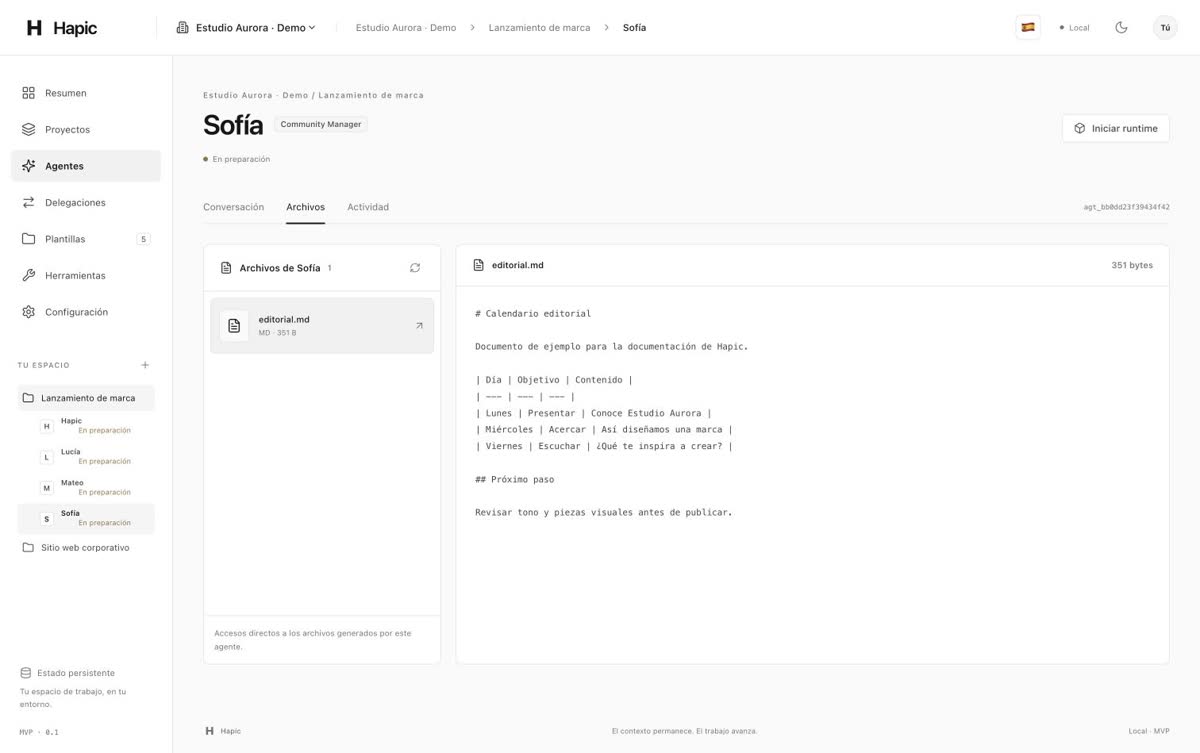 Hapic
Estudio Aurora · Demo
Estudio Aurora · Demo > Lanzamiento de marca > Sofía
Local
Tú
Resumen
Proyectos
Agentes
Delegaciones
Plantillas 5
Herramientas
Configuración
TU ESPACIO +
Lanzamiento de marca
H Hapic
En preparación
L Lucía
En preparación
M Mateo
En preparación
S Sofía
En preparación
Sitio web corporativo
Estado persistente
Tu espacio de trabajo, en tu
entorno.
MVP · 0.1
Estudio Aurora · Demo / Lanzamiento de marca
Sofía Community Manager
En preparación
Iniciar runtime
Conversación Archivos Actividad
agt_bb0dd23f39434f42
Archivos de Sofía 1
editorial.md
MD · 351 B
Accesos directos a los archivos generados por este
agente.
editorial.md 351 bytes
# Calendario editorial
Documento de ejemplo para la documentación de Hapic.
| Día | Objetivo | Contenido |
| --- | --- | --- |
| Lunes | Presentar | Conoce Estudio Aurora |
| Miércoles | Acercar | Así diseñamos una marca |
| Viernes | Escuchar | ¿Qué te inspira a crear? |
## Próximo paso
Revisar tono y piezas visuales antes de publicar.
Hapic
El contexto permanece. El trabajo avanza.
Local · MVP